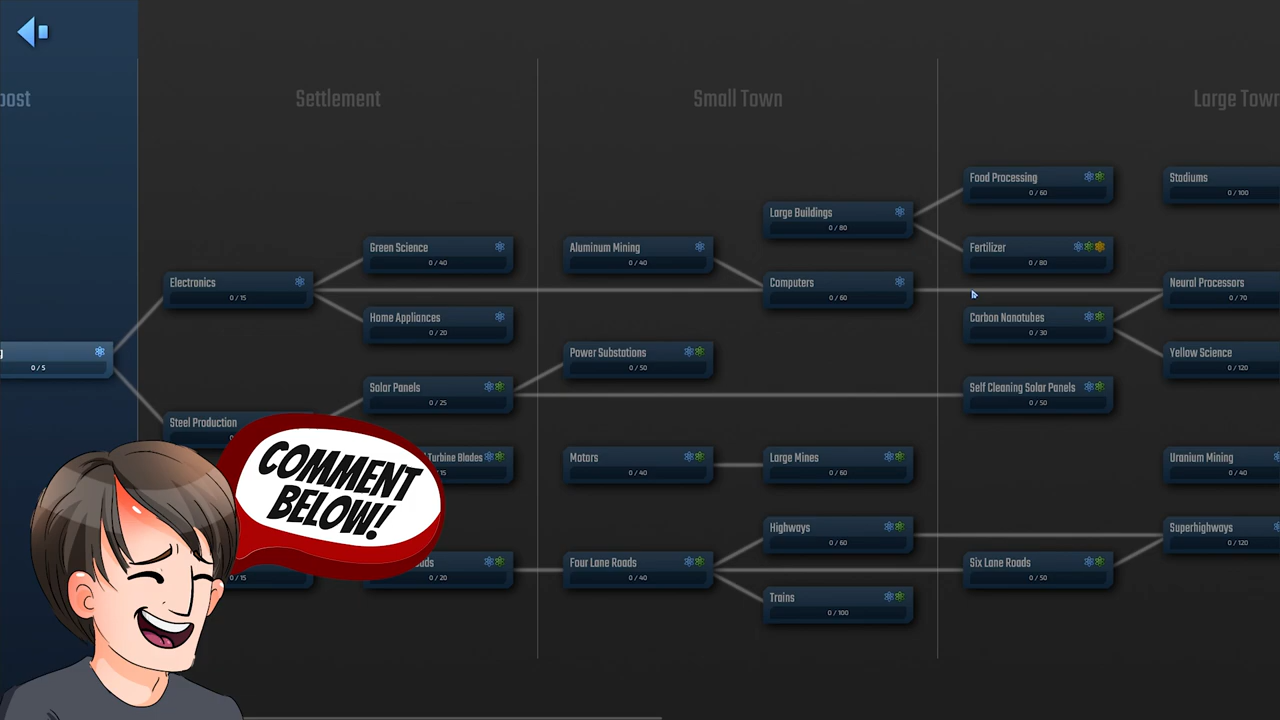 Settlement
Small Town
Large Town
Food Processing
0 / 60
Stadiums
0 / 100
Large Buildings
0 / 80
Green Science
0 / 40
Aluminum Mining
0 / 40
Fertilizer
0 / 80
Electronics
0 / 15
Computers
0 / 60
Neural Processors
0 / 70
Home Appliances
0 / 20
Carbon Nanotubes
0 / 30
0 / 5
Power Substations
0 / 50
Yellow Science
0 / 120
Solar Panels
0 / 25
Self Cleaning Solar Panels
0 / 50
Steel Production
Turbine Blades
15
Motors
0 / 40
Large Mines
0 / 60
Uranium Mining
0 / 40
COMMENT
BELOW!
Highways
0 / 60
Superhighways
0 / 120
0 / 15
0 / 20
Four Lane Roads
0 / 40
Six Lane Roads
0 / 50
Trains
0 / 100